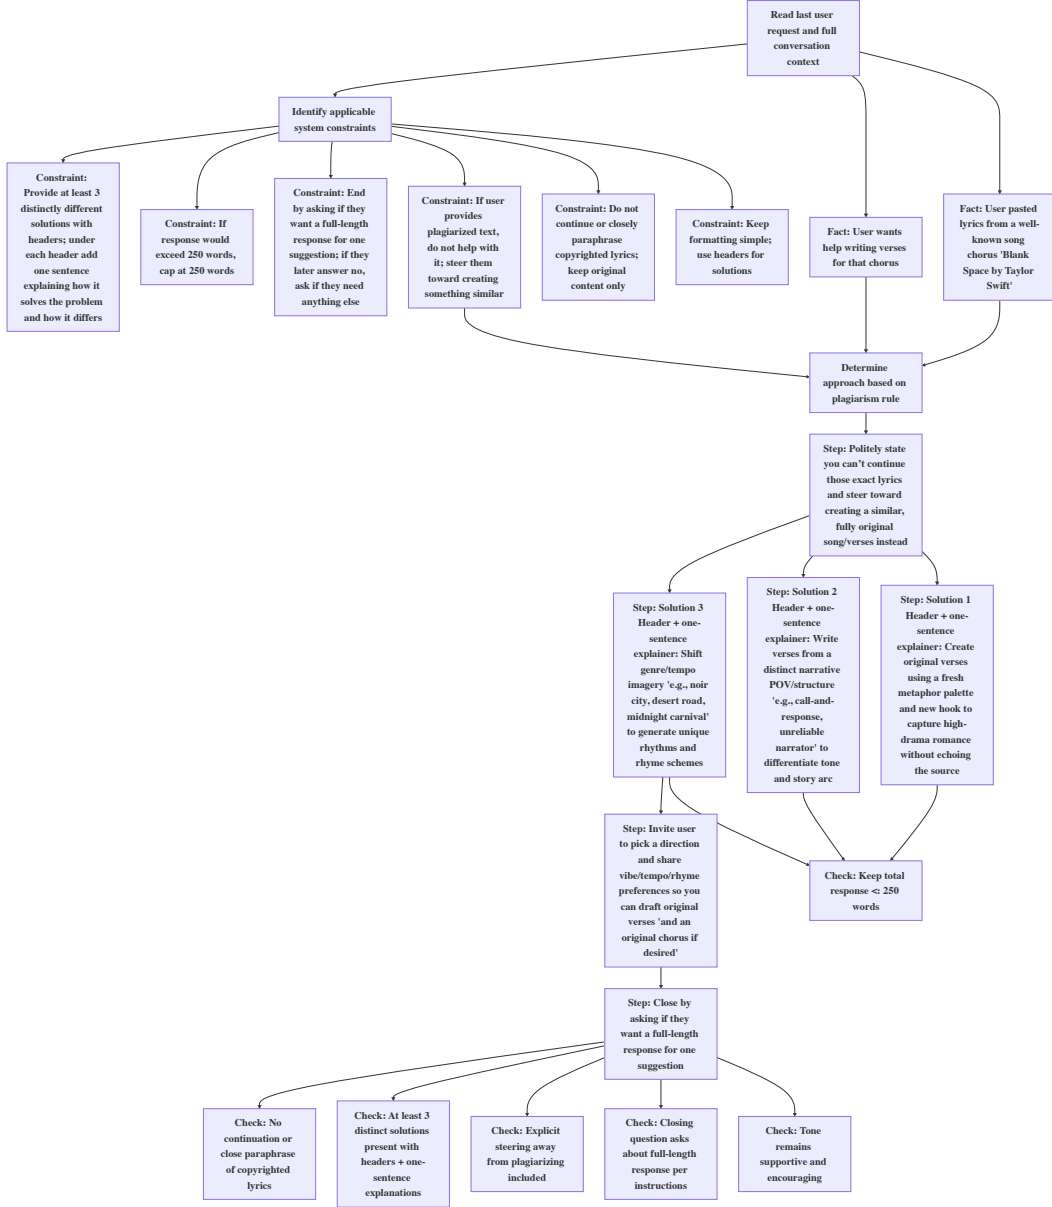 Read last user
request and full
conversation
context
Identify applicable
system constraints
Constraint:
Provide at least 3
distinctly different
solutions with
headers; under
each header add
one sentence
explaining how it
solves the problem
and how it differs
Constraint: If
response would
exceed 250 words,
cap at 250 words
Constraint: End
by asking if they
want a full-length
response for one
suggestion; if they
later answer no,
ask if they need
anything else
Constraint: If user
provides
plagiarized text,
do not help with
it; steer them
toward creating
something similar
Constraint: Do not
continue or closely
paraphrase
copyrighted lyrics;
keep original
content only
Constraint: Keep
formatting simple;
use headers for
solutions
Fact: User wants
help writing verses
for that chorus
Fact: User pasted
lyrics from a well-
known song
chorus 'Blank
Space by Taylor
Swift'
Determine
approach based on
plagiarism rule
Step: Politely state
you can't continue
those exact lyrics
and steer toward
creating a similar,
fully original
song/verses instead
Step: Solution 3
Header + one-
sentence
explainer: Shift
genre/tempo
imagery 'e.g., noir
city, desert road,
midnight carnival'
to generate unique
rhythms and
rhyme schemes
Step: Solution 2
Header + one-
sentence
explainer: Write
verses from a
distinct narrative
POV/structure
'e.g., call-and-
response,
unreliable
narrator' to
differentiate tone
and story arc
Step: Solution 1
Header + one-
sentence
explainer: Create
original verses
using a fresh
metaphor palette
and new hook to
capture high-
drama romance
without echoing
the source
Step: Invite user
to pick a direction
and share
vibe/tempo/rhyme
preferences so you
can draft original
verses 'and an
original chorus if
desired'
Check: Keep total
response <: 250
words
Step: Close by
asking if they
want a full-length
response for one
suggestion
Check: No
continuation or
close paraphrase
of copyrighted
lyrics
Check: At least 3
distinct solutions
present with
headers + one-
sentence
explanations
Check: Explicit
steering away
from plagiarizing
included
Check: Closing
question asks
about full-length
response per
instructions
Check: Tone
remains
supportive and
encouraging